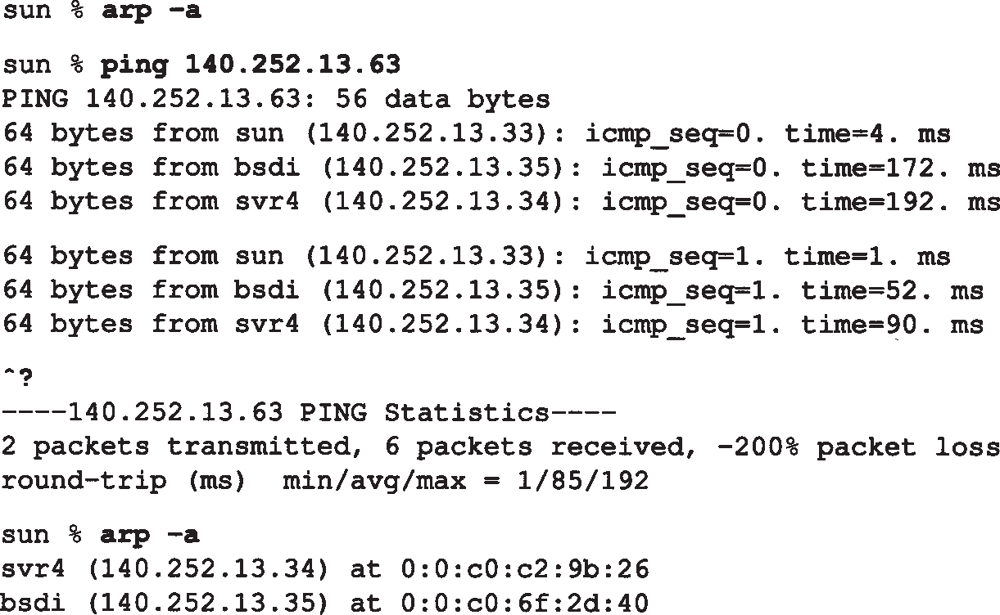 sun % arp -a
sun % ping 140.252.13.63
PING 140.252.13.63: 56 data bytes
64 bytes from sun (140.252.13.33): icmp_seq=0. time=4. ms
64 bytes from bsdi (140.252.13.35): icmp_seq=0. time=172. ms
64 bytes from svr4 (140.252.13.34): icmp_seq=0. time=192. ms
64 bytes from sun (140.252.13.33): icmp_seq=1. time=1. ms
64 bytes from bsdi (140.252.13.35): icmp_seq=1. time=52. ms
64 bytes from svr4 (140.252.13.34): icmp_seq=1. time=90. ms
^?
----140.252.13.63 PING Statistics----
2 packets transmitted, 6 packets received, -200% packet loss
round-trip (ms)  min/avg/max = 1/85/192
sun % arp -a
svr4 (140.252.13.34) at 0:0:c0:c2:9b:26
bsdi (140.252.13.35) at 0:0:c0:6f:2d:40